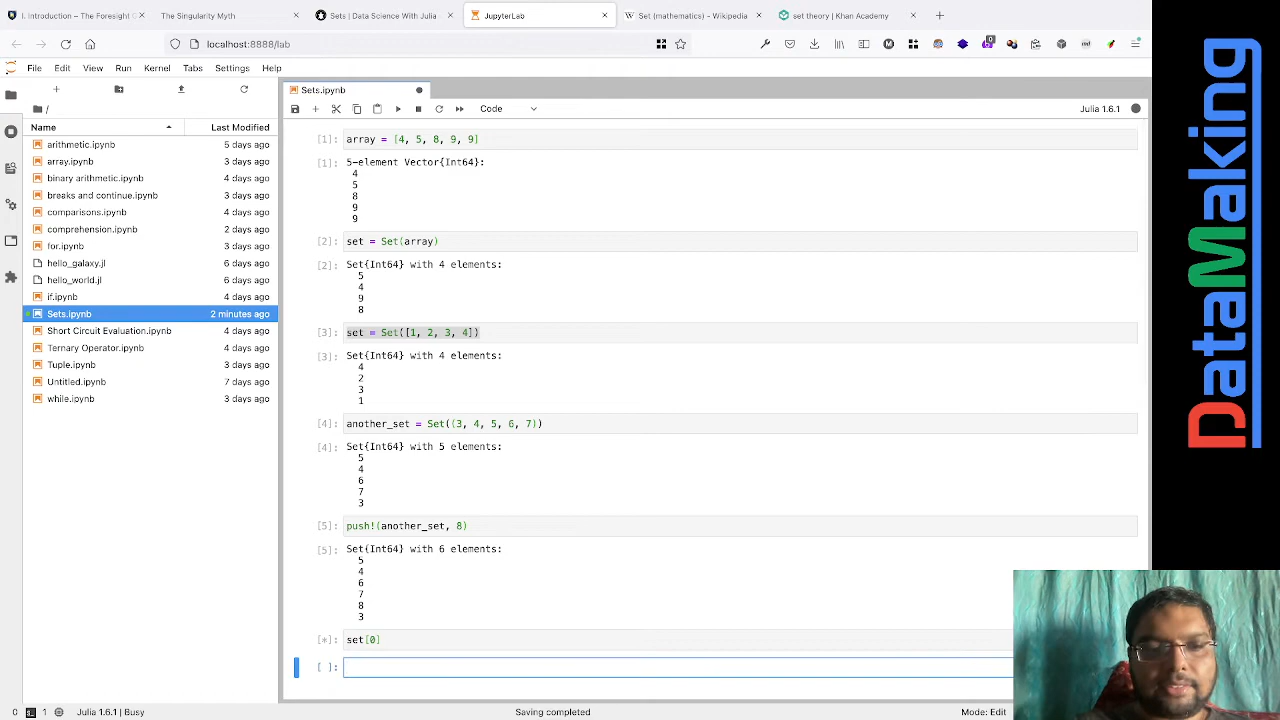 I. Introduction – The Foresight
The Singularity Myth
Sets | Data Science With Julia
JupyterLab
Set (mathematics) - Wikipedia
set theory | Khan Academy
localhost:8888/lab
File Edit View Run Kernel Tabs Settings Help
Sets.ipynb
Code
Julia 1.6.1
/
Name Last Modified
arithmetic.ipynb 5 days ago
array.ipynb 3 days ago
binary arithmetic.ipynb 4 days ago
breaks and continue.ipynb 3 days ago
comparisons.ipynb 4 days ago
comprehension.ipynb 2 days ago
for.ipynb 3 days ago
hello_galaxy.jl 6 days ago
hello_world.jl 6 days ago
if.ipynb 4 days ago
Sets.ipynb 2 minutes ago
Short Circuit Evaluation.ipynb 4 days ago
Ternary Operator.ipynb 4 days ago
Tuple.ipynb 3 days ago
Untitled.ipynb 7 days ago
while.ipynb 3 days ago
[1]: array = [4, 5, 8, 9, 9]
[1]: 5-element Vector{Int64}:
4
5
8
9
9
[2]: set = Set(array)
[2]: Set{Int64} with 4 elements:
5
4
9
8
[3]: set = Set([1, 2, 3, 4])
[3]: Set{Int64} with 4 elements:
4
2
3
1
[4]: another_set = Set((3, 4, 5, 6, 7))
[4]: Set{Int64} with 5 elements:
5
4
6
7
3
[5]: push!(another_set, 8)
[5]: Set{Int64} with 6 elements:
5
4
6
7
8
3
[*]: set[0]
[ ]:
0 1 Julia 1.6.1 | Busy
Saved completed
Mode: Edit
DataMaking